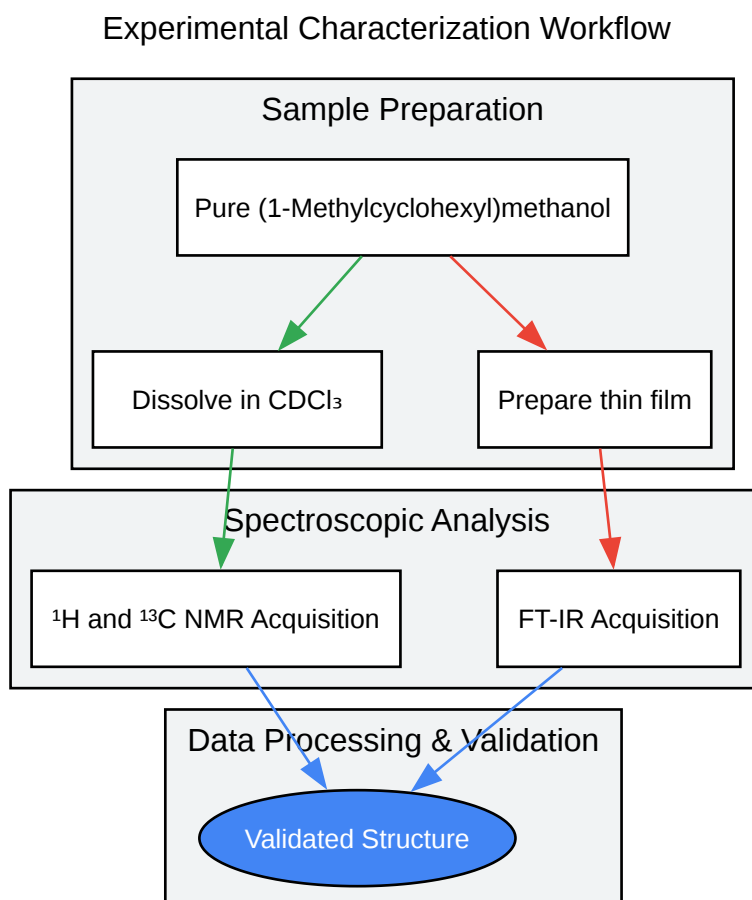 Experimental Characterization Workflow
Sample Preparation
Pure (1-Methylcyclohexyl)methanol
Dissolve in CDCl₃
Prepare thin film
Spectroscopic Analysis
¹H and ¹³C NMR Acquisition
FT-IR Acquisition
Data Processing & Validation
Validated Structure